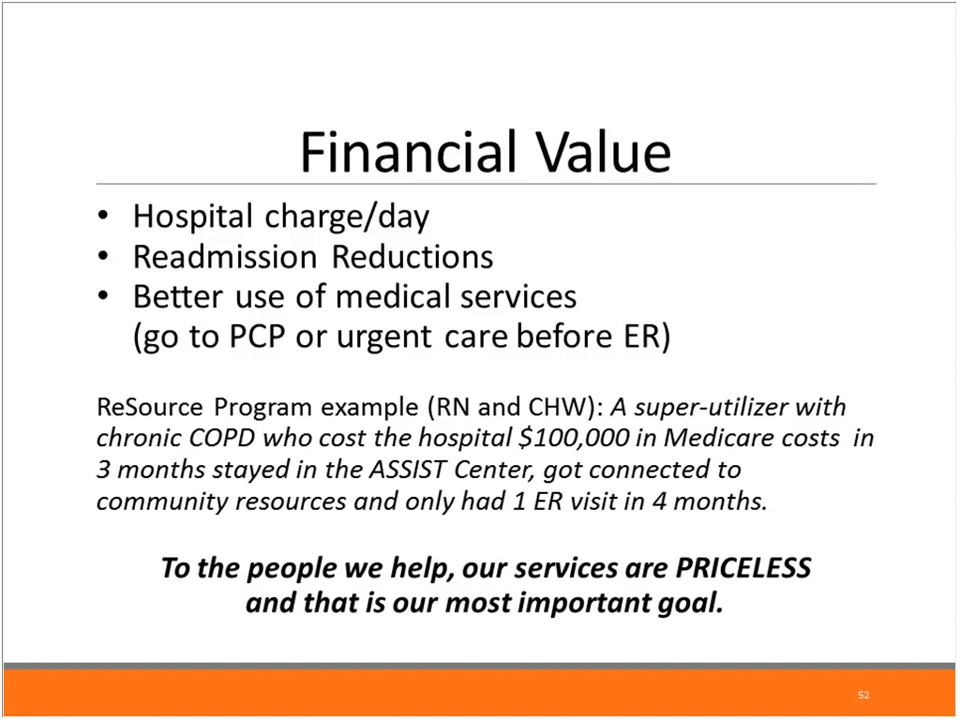 Financial Value
• Hospital charge/day
• Readmission Reductions
• Better use of medical services
(go to PCP or urgent care before ER)
ReSource Program example (RN and CHW): A super-utilizer with
chronic COPD who cost the hospital $100,000 in Medicare costs in
3 months stayed in the ASSIST Center, got connected to
community resources and only had 1 ER visit in 4 months.
To the people we help, our services are PRICELESS
and that is our most important goal.
52